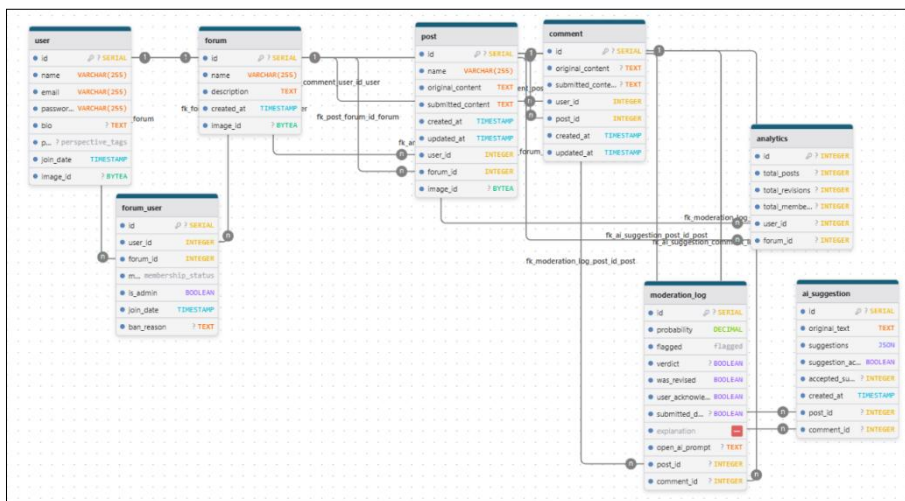 user
id ? SERIAL
name VARCHAR(255)
email VARCHAR(255)
passwor... VARCHAR(255)
bio ? TEXT
p... ? perspective_tags
join_date TIMESTAMP
image_id ? BYTEA
forum
id ? SERIAL
name VARCHAR(255)
description TEXT
created_at TIMESTAMP
image_id ? BYTEA
post
id ? SERIAL
name VARCHAR(255)
original_content TEXT
submitted_content TEXT
created_at TIMESTAMP
updated_at TIMESTAMP
user_id INTEGER
forum_id INTEGER
image_id ? BYTEA
comment
id ? SERIAL
original_content ? TEXT
submitted_conte... ? TEXT
user_id INTEGER
post_id INTEGER
created_at TIMESTAMP
updated_at TIMESTAMP
analytics
id ? INTEGER
total_posts ? INTEGER
total_revisions ? INTEGER
total_membe... ? INTEGER
user_id ? INTEGER
forum_id ? INTEGER
forum_user
id ? SERIAL
user_id INTEGER
forum_id INTEGER
m... membership_status
is_admin BOOLEAN
join_date TIMESTAMP
ban_reason ? TEXT
moderation_log
id ? SERIAL
probability DECIMAL
flagged flagged
verdict ? BOOLEAN
was_revised BOOLEAN
user_acknowle... BOOLEAN
submitted_d... ? BOOLEAN
explanation
open_ai_prompt ? TEXT
post_id ? INTEGER
comment_id ? INTEGER
ai_suggestion
id ? SERIAL
original_text TEXT
suggestions JSON
suggestion_ac... BOOLEAN
accepted_su... ? INTEGER
created_at TIMESTAMP
post_id ? INTEGER
comment_id ? INTEGER
comment_user_id_user
fk_post_forum_id_forum
fk_moderation_log
fk_ai_suggestion_post_id_post
fk_moderation_log_post_id_post